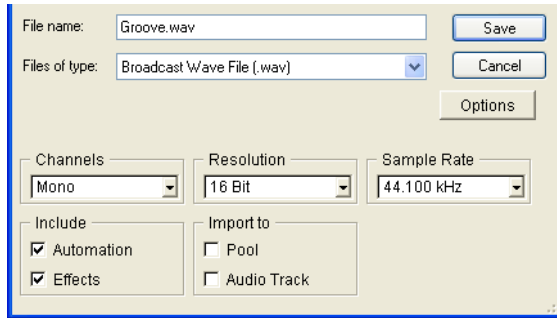 File name: Groove.wav Save
Files of type: Broadcast Wave File (.wav) Cancel
Options
Channels Resolution Sample Rate
Mono 16 Bit 44.100 kHz
Include Import to
Automation Pool
Effects Audio Track